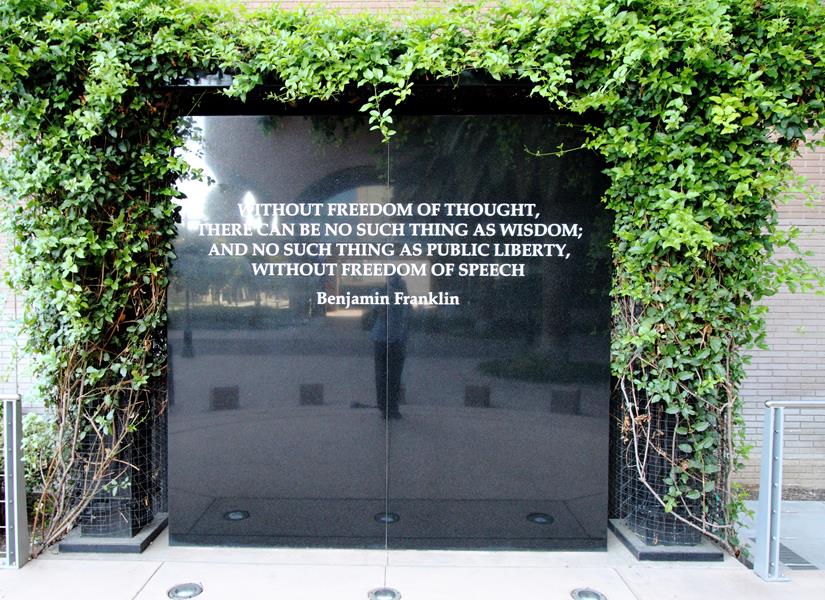 WITHOUT FREEDOM OF THOUGHT,
THERE CAN BE NO SUCH THING AS WISDOM;
AND NO SUCH THING AS PUBLIC LIBERTY,
WITHOUT FREEDOM OF SPEECH
Benjamin Franklin